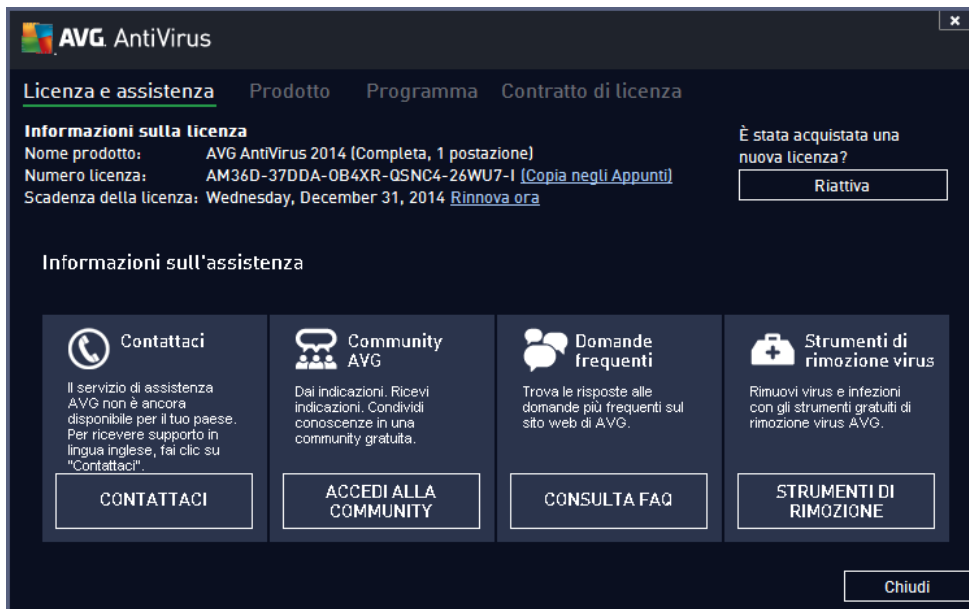 AVG. AntiVirus
Licenza e assistenza Prodotto Programma Contratto di licenza
Informazioni sulla licenza
Nome prodotto: AVG AntiVirus 2014 (Completa, 1 postazione)
Numero licenza: AM36D-37DDA-OB4XR-QSNC4-26WU7-I (Copia negli Appunti)
Scadenza della licenza: Wednesday, December 31, 2014 Rinnova ora
È stata acquistata una
nuova licenza?
Riattiva
Informazioni sull'assistenza
Contattaci
Il servizio di assistenza
AVG non è ancora
disponibile per il tuo paese.
Per ricevere supporto in
lingua inglese, fai clic su
"Contattaci".
CONTATTACI
Community
AVG
Dai indicazioni. Ricevi
indicazioni. Condividi
conoscenze in una
community gratuita.
ACCEDI ALLA
COMMUNITY
Domande
frequenti
Trova le risposte alle
domande più frequenti sul
sito web di AVG.
CONSULTA FAQ
Strumenti di
rimozione virus
Rimuovi virus e infezioni
con gli strumenti gratuiti di
rimozione virus AVG.
STRUMENTI DI
RIMOZIONE
Chiudi